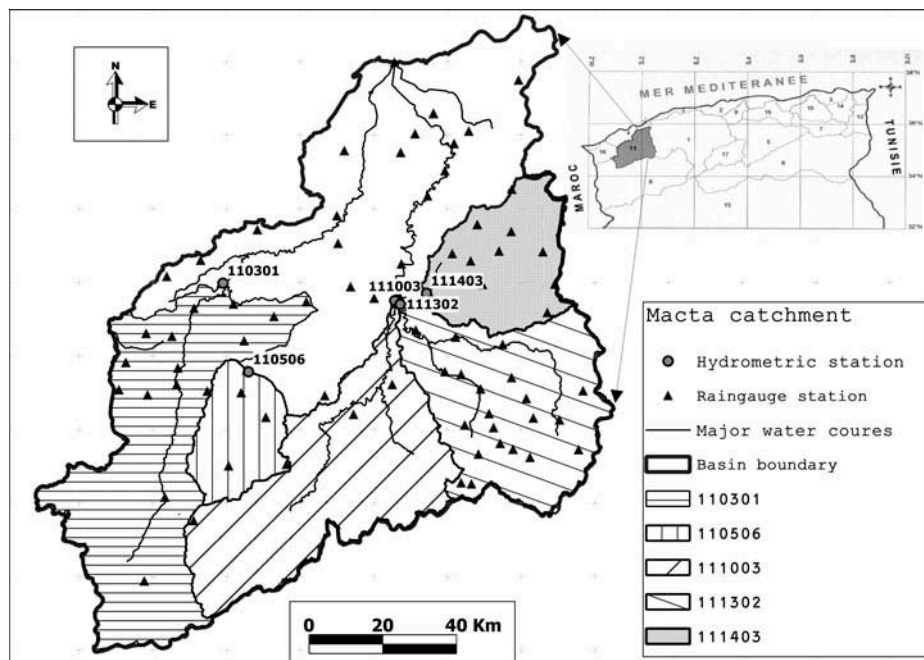 N
E
MER MEDITERANEE
MAROC
TUNISIE
110301
111003
111403
111302
110506
Macta catchment
Hydrometric station
Raingauge station
Major water coures
Basin boundary
110301
110506
111003
111302
111403
0 20 40 Km